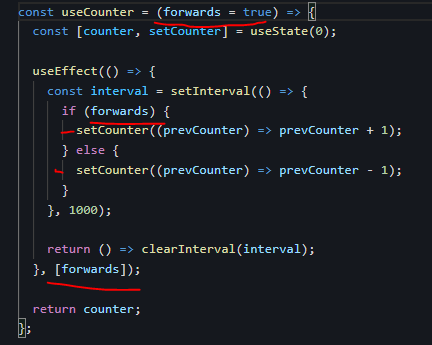 const useCounter = (forwards = true) => {
const [counter, setCounter] = useState(0);
useEffect(() => {
const interval = setInterval(() => {
if (forwards) {
setCounter((prevCounter) => prevCounter + 1);
} else {
setCounter((prevCounter) => prevCounter - 1);
}
}, 1000);
return () => clearInterval(interval);
}, [forwards]);
return counter;
};